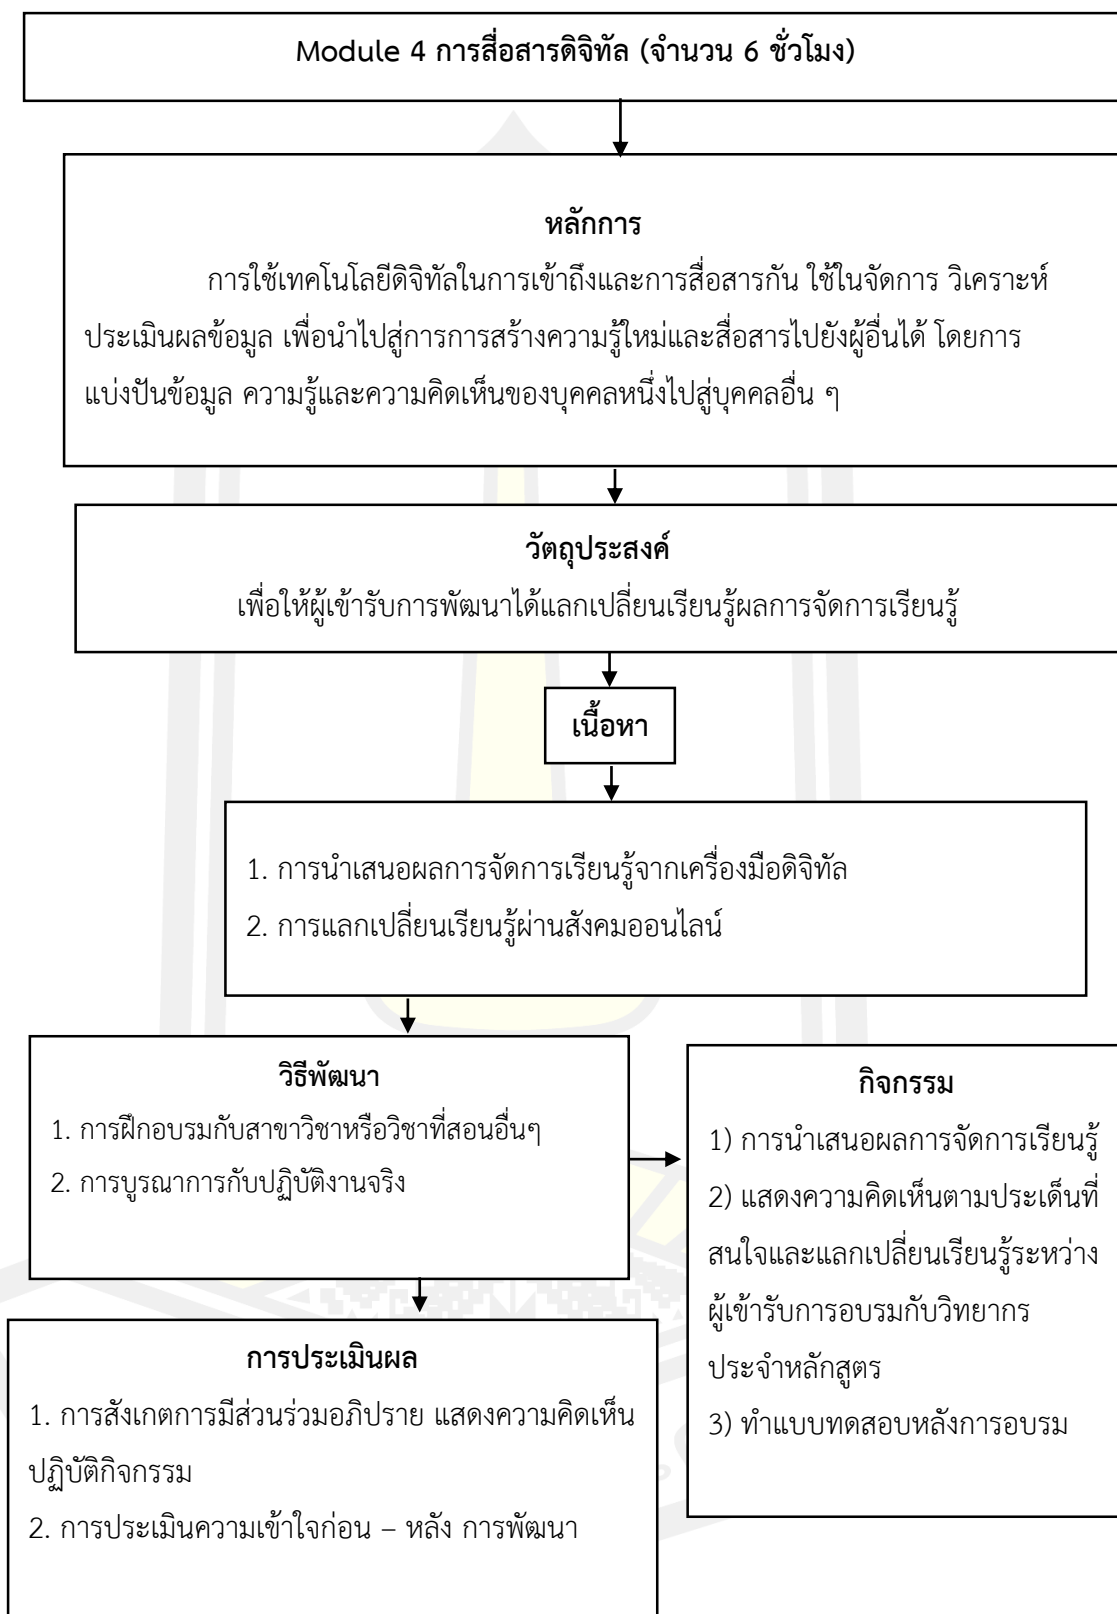 Module 4 การสื่อสารดิจิทัล (จำนวน 6 ชั่วโมง)
หลักการ
การใช้เทคโนโลยีดิจิทัลในการเข้าถึงและการสื่อสารกัน ใช้ในจัดการ วิเคราะห์
ประเมินผลข้อมูล เพื่อนำไปสู่การการสร้างความรู้ใหม่และสื่อสารไปยังผู้อื่นได้ โดยการ
แบ่งปันข้อมูล ความรู้และความคิดเห็นของบุคคลหนึ่งไปสู่บุคคลอื่น ๆ
วัตถุประสงค์
เพื่อให้ผู้เข้ารับการพัฒนาได้แลกเปลี่ยนเรียนรู้ผลการจัดการเรียนรู้
เนื้อหา
1. การนำเสนอผลการจัดการเรียนรู้จากเครื่องมือดิจิทัล
2. การแลกเปลี่ยนเรียนรู้ผ่านสังคมออนไลน์
วิธีพัฒนา
1. การฝึกอบรมกับสาขาวิชาหรือวิชาที่สอนอื่นๆ
2. การบูรณาการกับปฏิบัติงานจริง
กิจกรรม
1) การนำเสนอผลการจัดการเรียนรู้
2) แสดงความคิดเห็นตามประเด็นที่
สนใจและแลกเปลี่ยนเรียนรู้ระหว่าง
ผู้เข้ารับการอบรมกับวิทยากร
ประจำหลักสูตร
3) ทำแบบทดสอบหลังการอบรม
การประเมินผล
1. การสังเกตการมีส่วนร่วมอภิปราย แสดงความคิดเห็น
ปฏิบัติกิจกรรม
2. การประเมินความเข้าใจก่อน – หลัง การพัฒนา